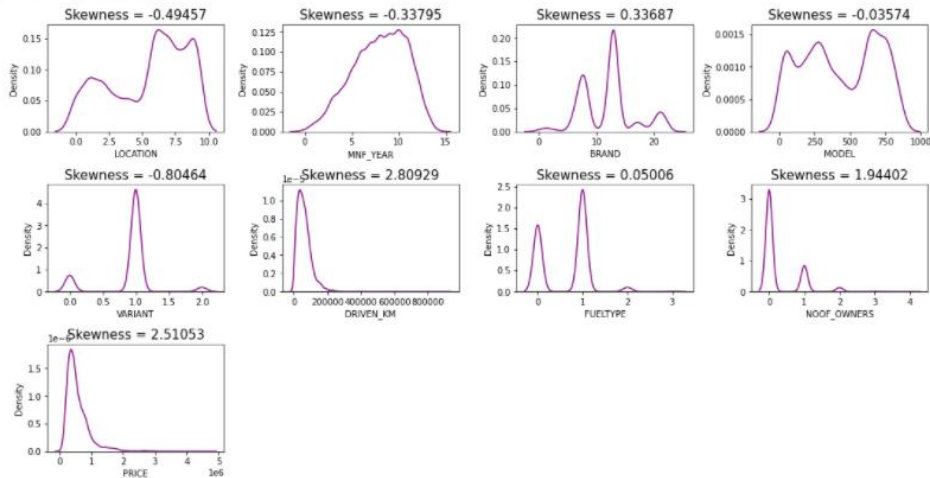 Skewness = -0.49457
Density
0.15
0.10
0.05
0.00
0.0 2.5 5.0 7.5 10.0
LOCATION
Skewness = -0.33795
Density
0.125
0.100
0.075
0.050
0.025
0.000
0 5 10 15
MNF_YEAR
Skewness = 0.33687
Density
0.20
0.15
0.10
0.05
0.00
0 10 20
BRAND
Skewness = -0.03574
Density
0.0015
0.0010
0.0005
0.0000
0 250 500 750 1000
MODEL
Skewness = -0.80464
Density
4
3
2
1
0
0.0 0.5 1.0 1.5 2.0
VARIANT
Skewness = 2.80929
Density
1.0
0.8
0.6
0.4
0.2
0.0
0 200000 400000 600000 800000
DRIVEN_KM
Skewness = 0.05006
Density
2.5
2.0
1.5
1.0
0.5
0.0
0 1 2 3
FUELTYPE
Skewness = 1.94402
Density
3
2
1
0
0 1 2 3 4
NOOF_OWNERS
Skewness = 2.51053
Density
1.5
1.0
0.5
0.0
0 1 2 3 4 5
1e6
PRICE